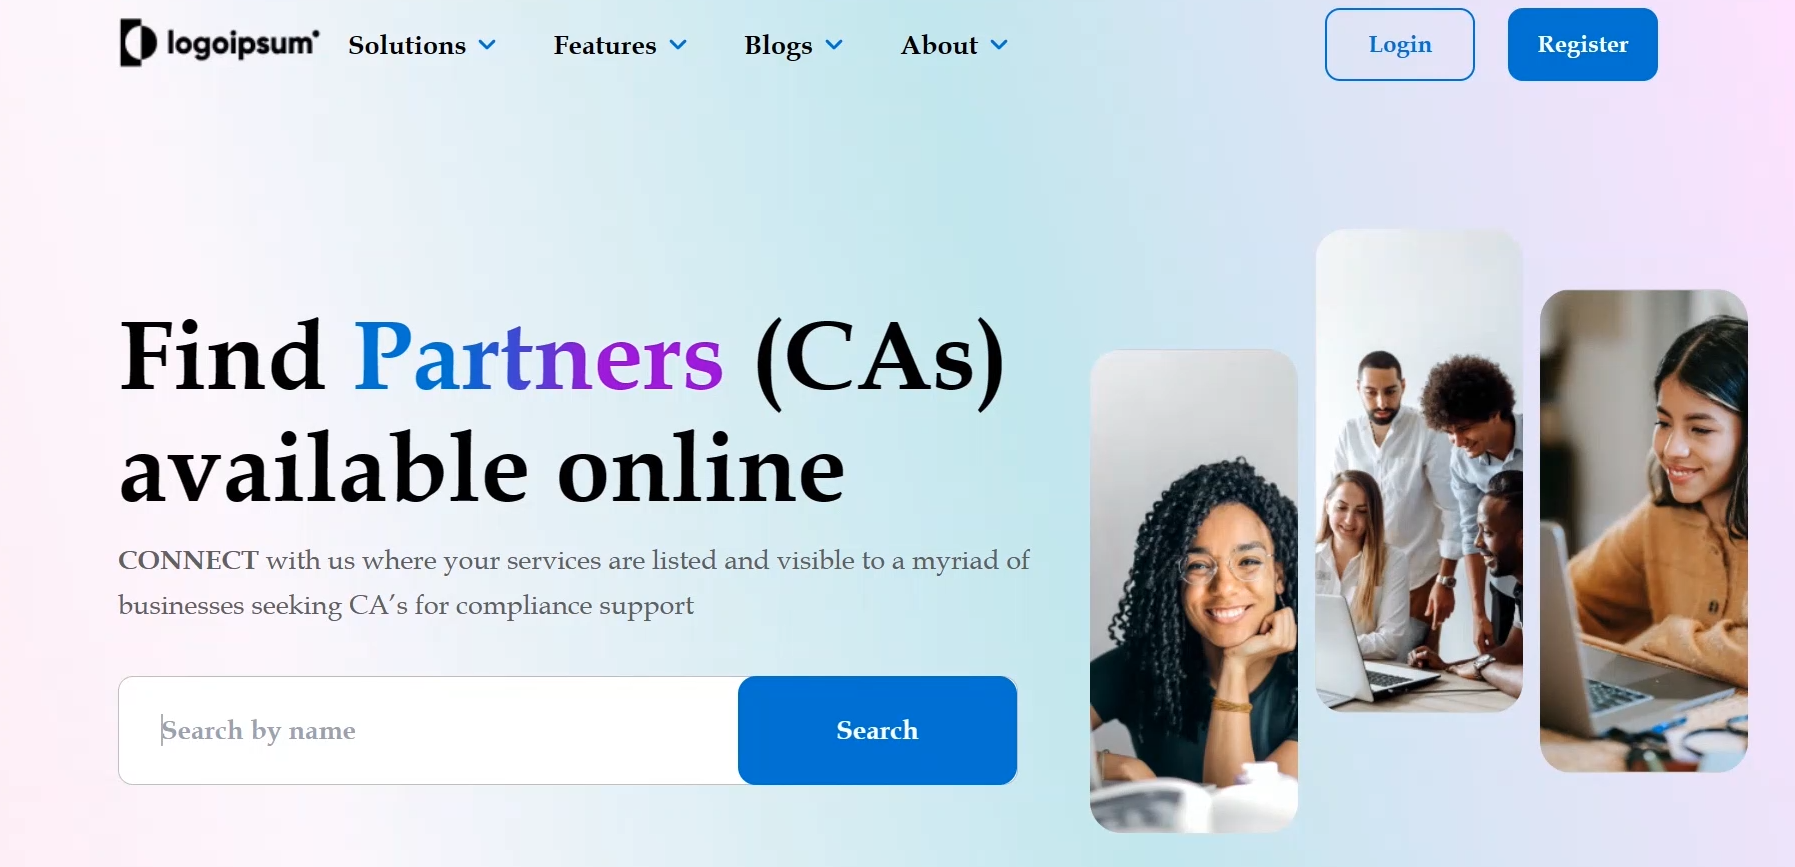 logoipsum
Solutions
Features
Blogs
About
Login
Register
Find Partners (CAs)
available online
CONNECT with us where your services are listed and visible to a myriad of
businesses seeking CA’s for compliance support
Search by name
Search